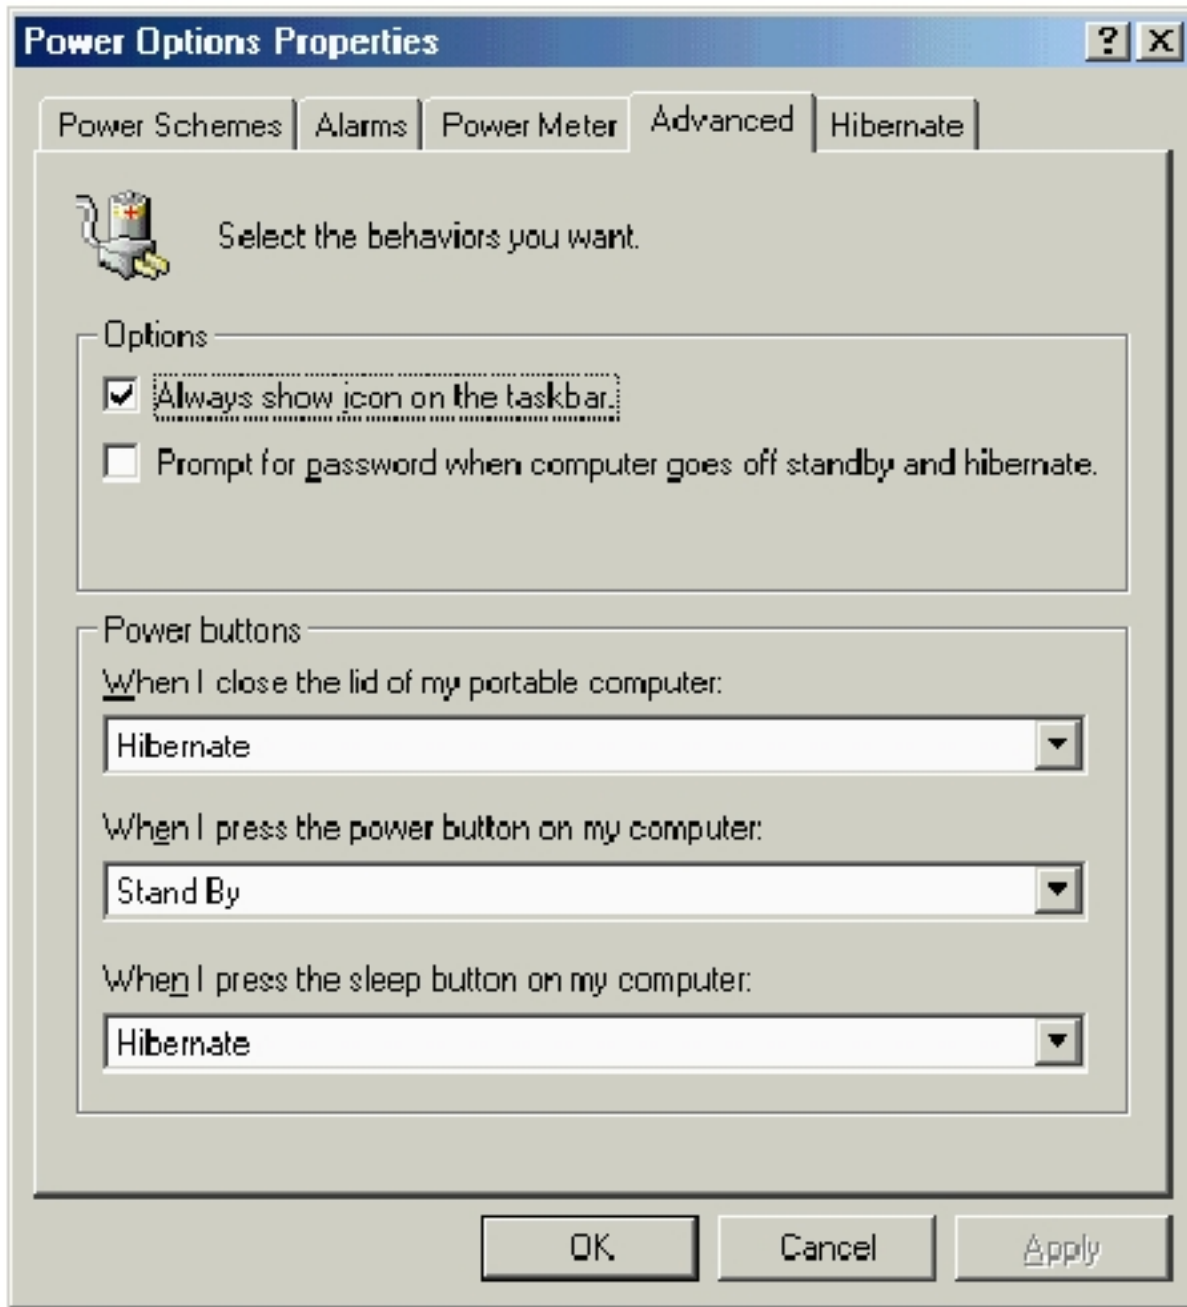 Power Options Properties
Power Schemes Alarms Power Meter Advanced Hibernate
Select the behaviors you want.
Options
Always show icon on the taskbar.
Prompt for password when computer goes off standby and hibernate.
Power buttons
When I close the lid of my portable computer:
Hibernate
When I press the power button on my computer:
Stand By
When I press the sleep button on my computer:
Hibernate
OK Cancel Apply